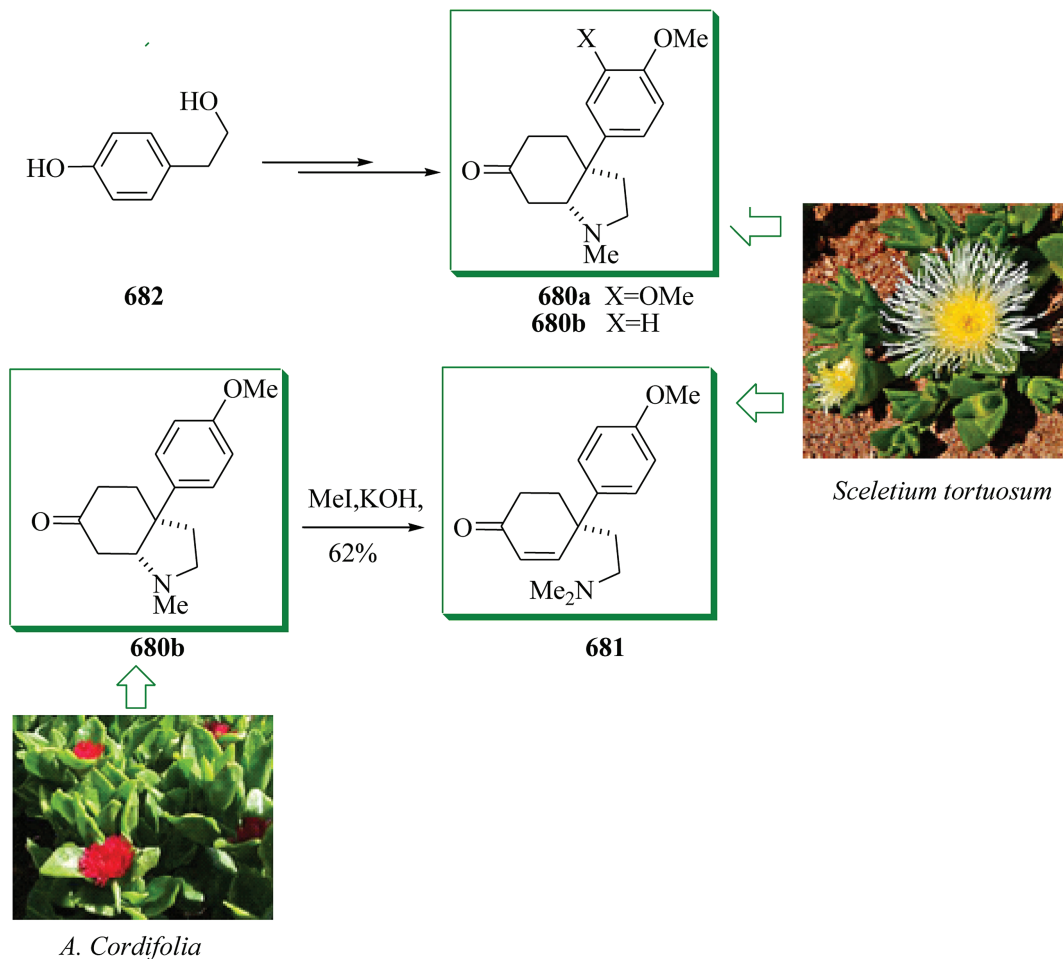 X
OMe
HO
HO
O
N
Me
682
680a X=OMe
680b X=H
OMe
OMe
O
MeI,KOH,
O
62%
N
Me
Me₂N
Sceletium tortuosum
680b
681
A. Cordifolia